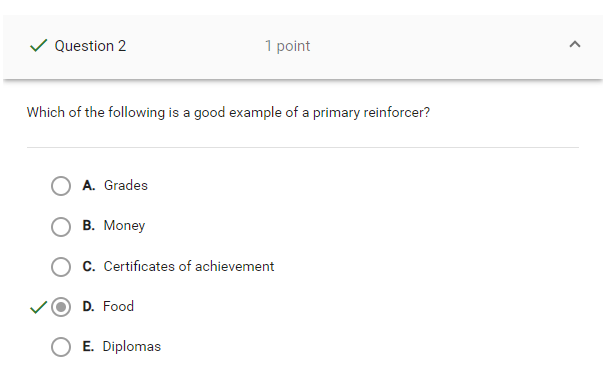 Question 2 1 point
Which of the following is a good example of a primary reinforcer?
A. Grades
B. Money
C. Certificates of achievement
D. Food
E. Diplomas